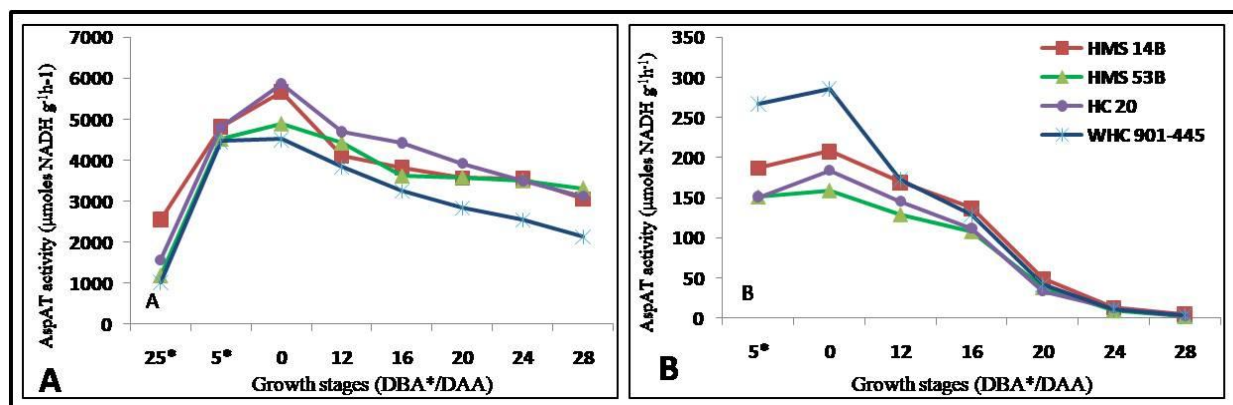 A
7000
6000
5000
4000
3000
2000
1000
0
AspAT activity (µmoles NADH g⁻¹h-1)
A
25* 5* 0 12 16 20 24 28
Growth stages (DBA*/DAA)
A
B
350
300
250
200
150
100
50
0
AspAT activity (µmoles NADH g⁻¹h⁻¹)
HMS 14B
HMS 53B
HC 20
WHC 901-445
B
5* 0 12 16 20 24 28
Growth stages (DBA*/DAA)
B